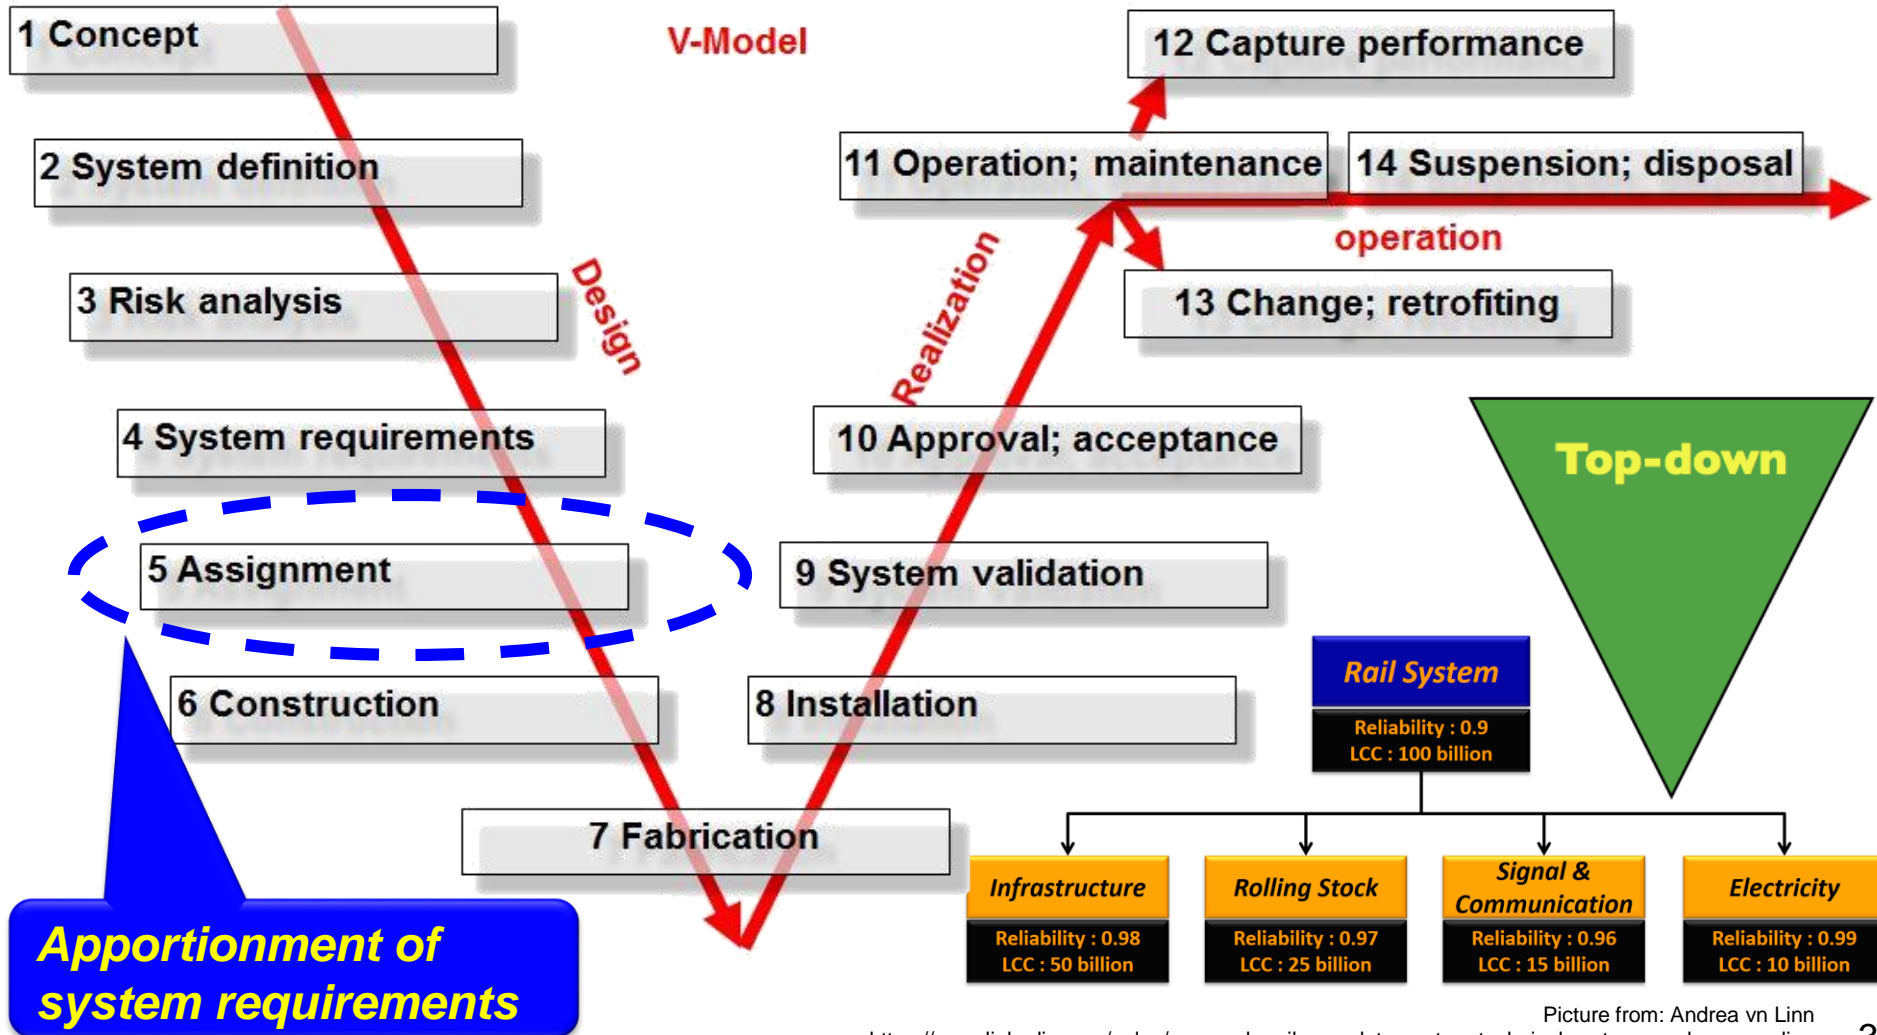 1 Concept
V-Model
12 Capture performance
2 System definition
11 Operation; maintenance
14 Suspension; disposal
operation
3 Risk analysis
Design
Realization
13 Change; retrofiting
4 System requirements
10 Approval; acceptance
Top-down
5 Assignment
9 System validation
6 Construction
8 Installation
Rail System
Reliability : 0.9
LCC : 100 billion
7 Fabrication
Infrastructure
Reliability : 0.98
LCC : 50 billion
Rolling Stock
Reliability : 0.97
LCC : 25 billion
Signal &
Communication
Reliability : 0.96
LCC : 15 billion
Electricity
Reliability : 0.99
LCC : 10 billion
Apportionment of
system requirements
Picture from: Andrea vn Linn